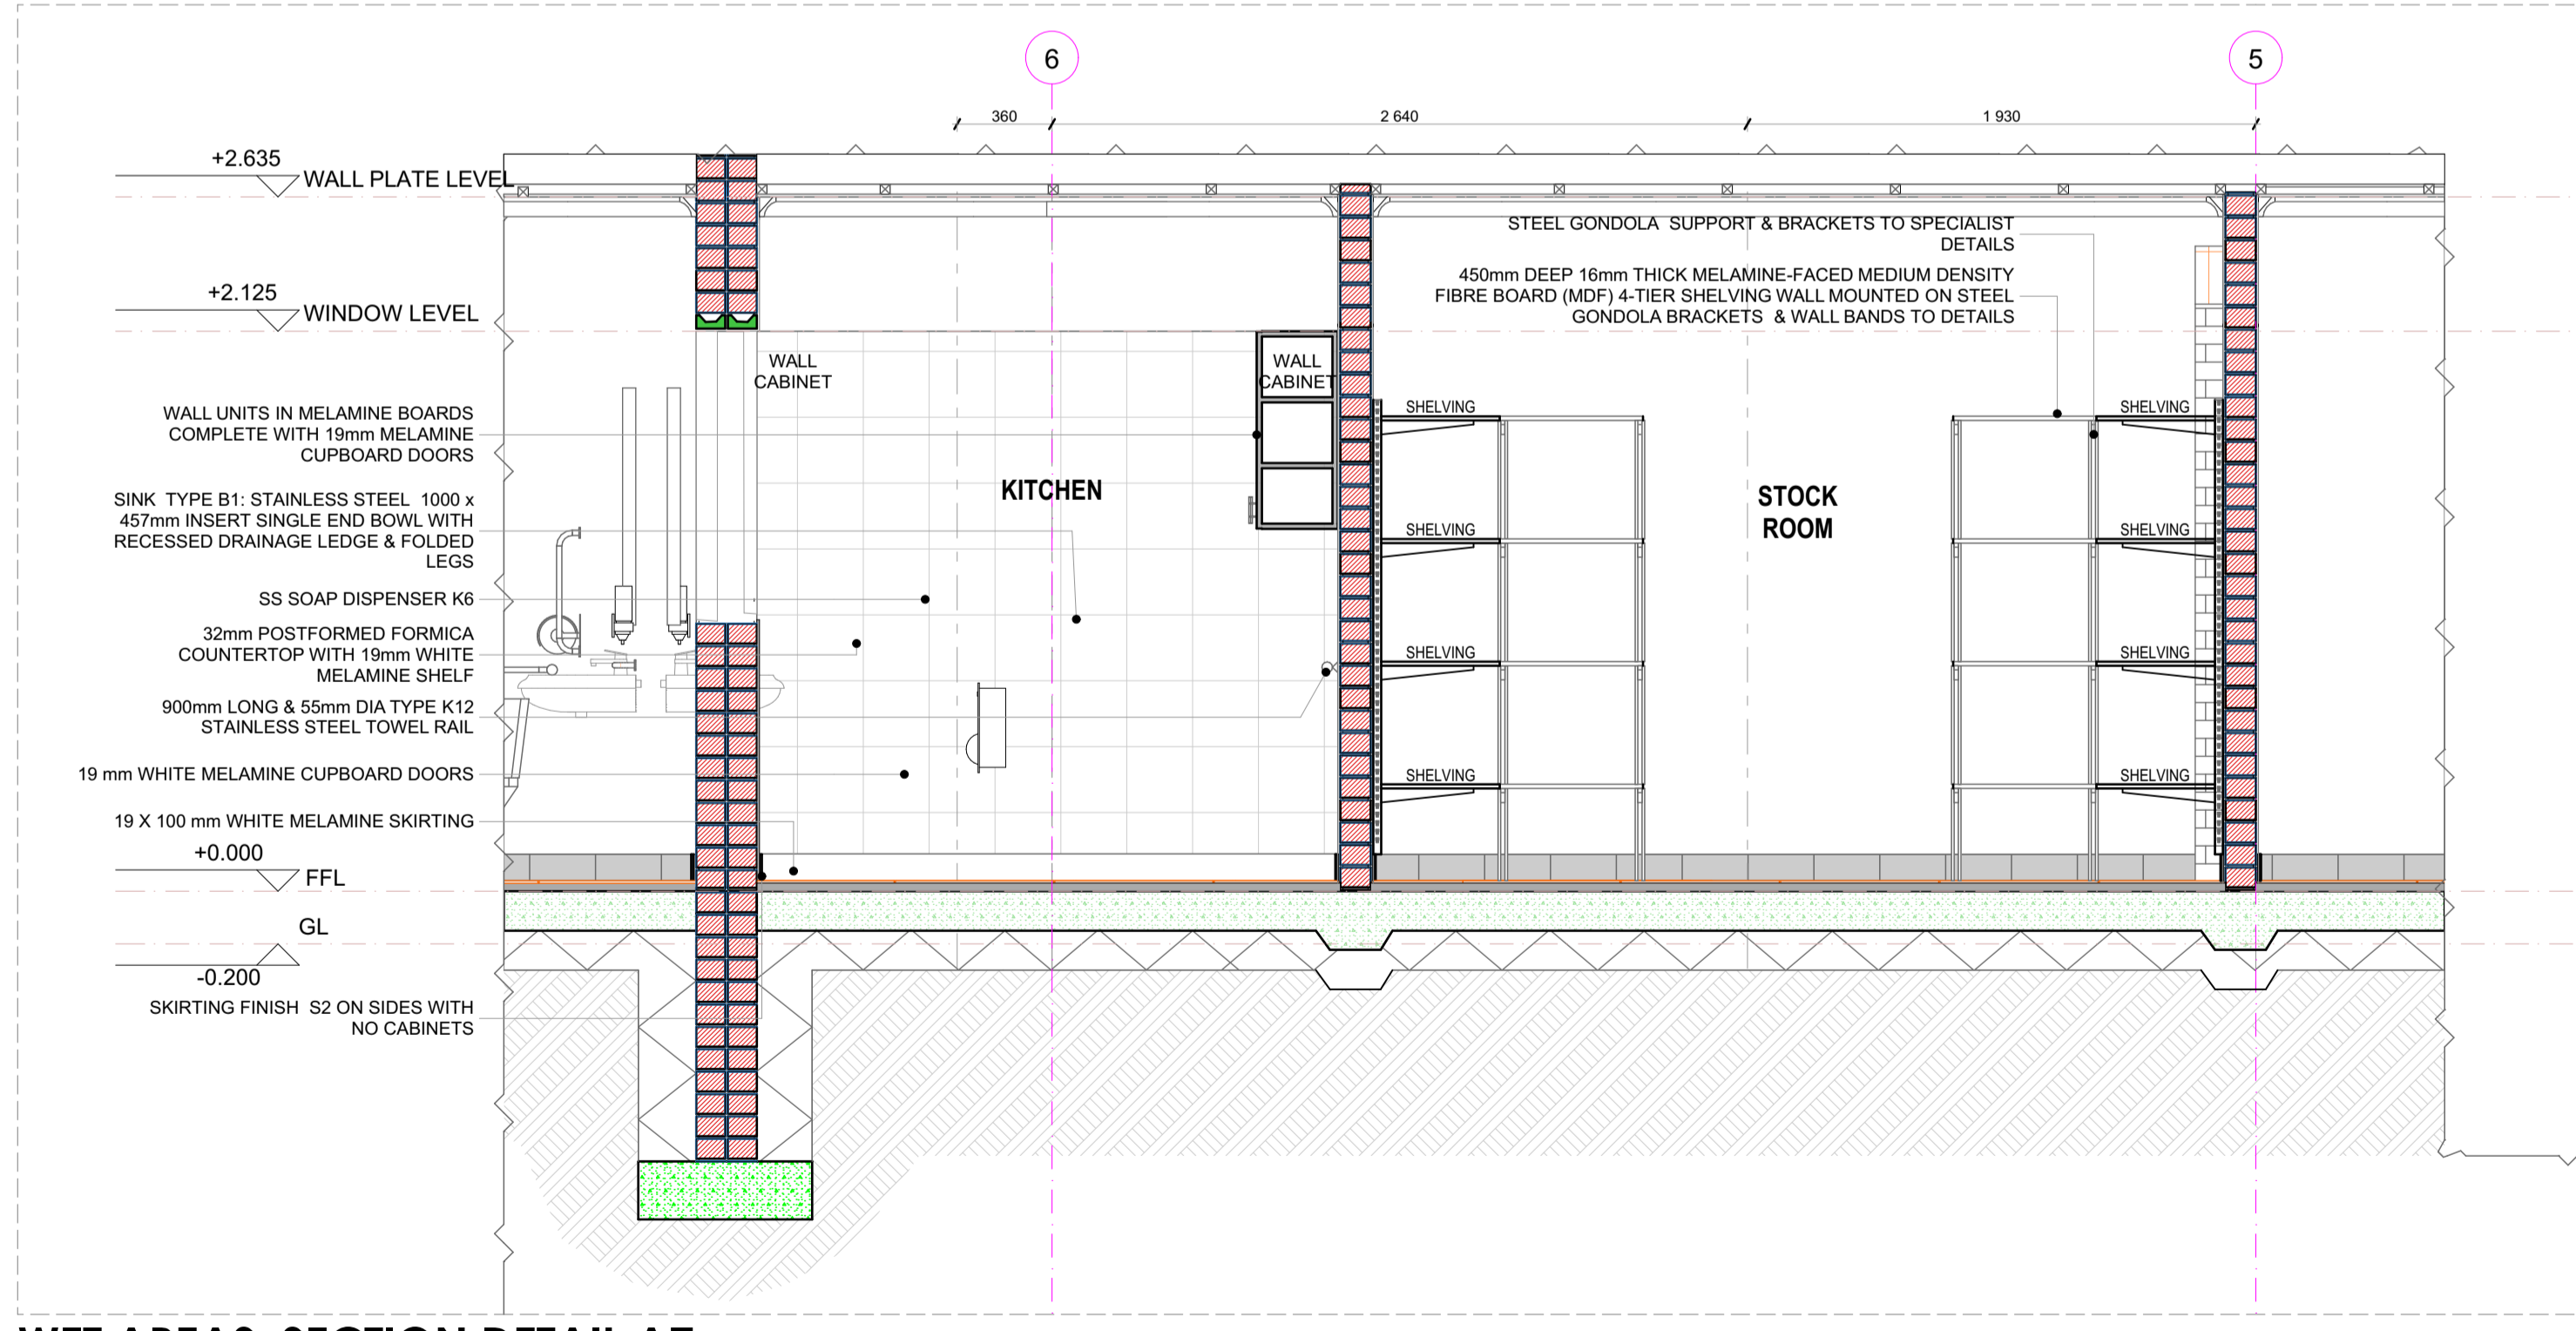 6
5
360
2 640
1 930
+2.635
WALL PLATE LEVEL
+2.125
WINDOW LEVEL
STEEL GONDOLA SUPPORT & BRACKETS TO SPECIALIST
DETAILS
450mm DEEP 16mm THICK MELAMINE-FACED MEDIUM DENSITY
FIBRE BOARD (MDF) 4-TIER SHELVING WALL MOUNTED ON STEEL
GONDOLA BRACKETS & WALL BANDS TO DETAILS
WALL
CABINET
WALL
CABINET
WALL UNITS IN MELAMINE BOARDS
COMPLETE WITH 19mm MELAMINE
CUPBOARD DOORS
SHELVING
SHELVING
KITCHEN
STOCK
ROOM
SINK TYPE B1: STAINLESS STEEL 1000 x
457mm INSERT SINGLE END BOWL WITH
RECESSED DRAINAGE LEDGE & FOLDED
LEGS
SHELVING
SHELVING
SS SOAP DISPENSER K6
32mm POSTFORMED FORMICA
COUNTERTOP WITH 19mm WHITE
MELAMINE SHELF
SHELVING
SHELVING
900mm LONG & 55mm DIA TYPE K12
STAINLESS STEEL TOWEL RAIL
19 mm WHITE MELAMINE CUPBOARD DOORS
SHELVING
SHELVING
19 X 100 mm WHITE MELAMINE SKIRTING
+0.000
FFL
GL
-0.200
SKIRTING FINISH S2 ON SIDES WITH
NO CABINETS
WET AREAS: SECTION DETAIL AT